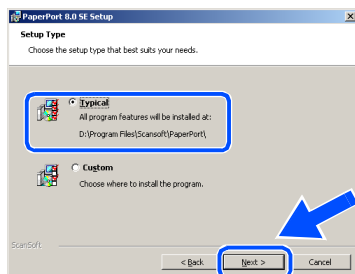 PaperPort 8.0 SE Setup
Setup Type
Choose the setup type that best suits your needs.
Typical
All program features will be installed at:
D:\Program Files\Scansoft\PaperPort\
Custom
Choose where to install the program.
ScanSoft
< Back Next > Cancel